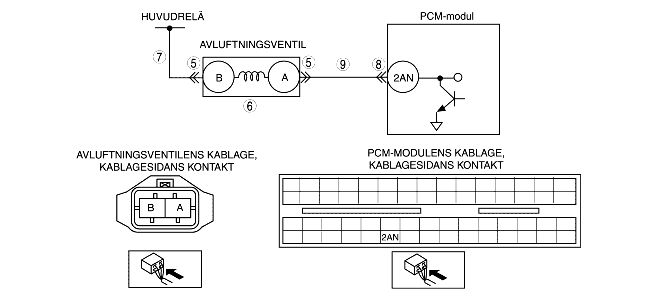 HUVUDRELÄ
PCM-modul
AVLUFTNINGSVENTIL
7
5
5
9
8
B
A
2AN
6
AVLUFTNINGSVENTILENS KABLAGE,
KABLAGESIDANS KONTAKT
PCM-MODULENS KABLAGE,
KABLAGESIDANS KONTAKT
B
A
2AN